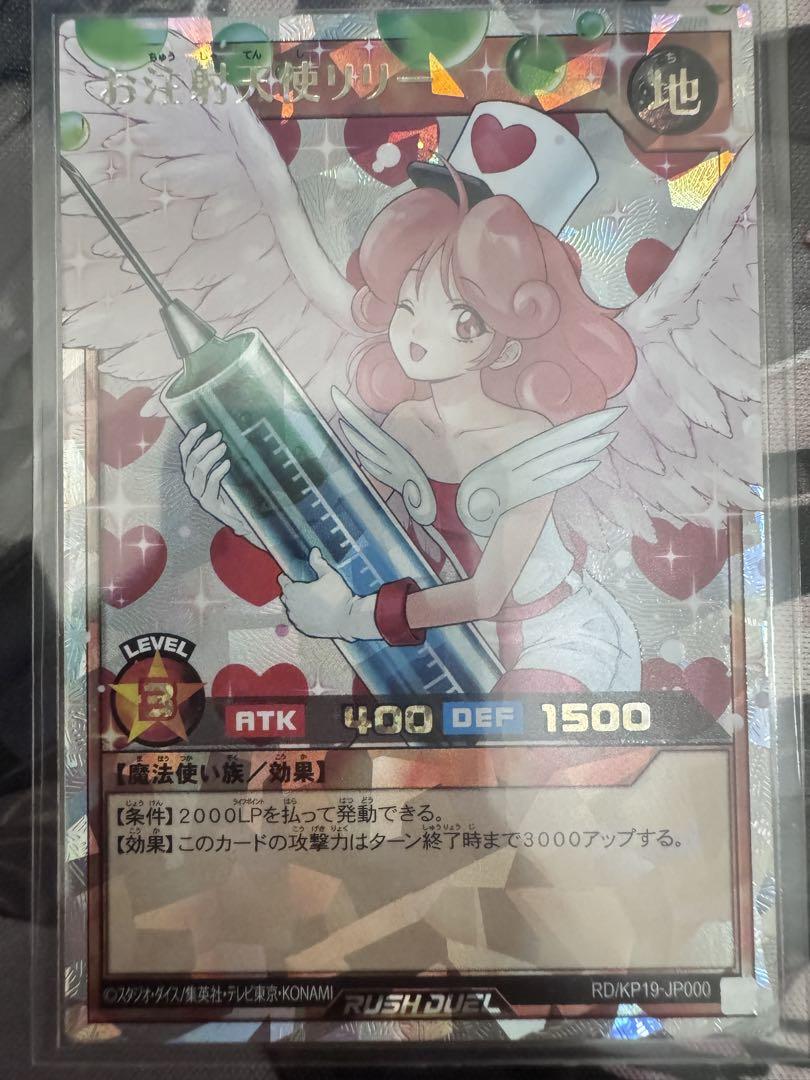 お注射天使リリー
地
LEVEL
3
ATK 400 DEF 1500
【魔法使い族／効果】
【条件】2000LPを払って発動できる。
【効果】このカードの攻撃力はターン終了時まで3000アップする。
©スタジオ・ダイス/集英社・テレビ東京・KONAMI
RUSH DUEL
RD/KP19-JP000